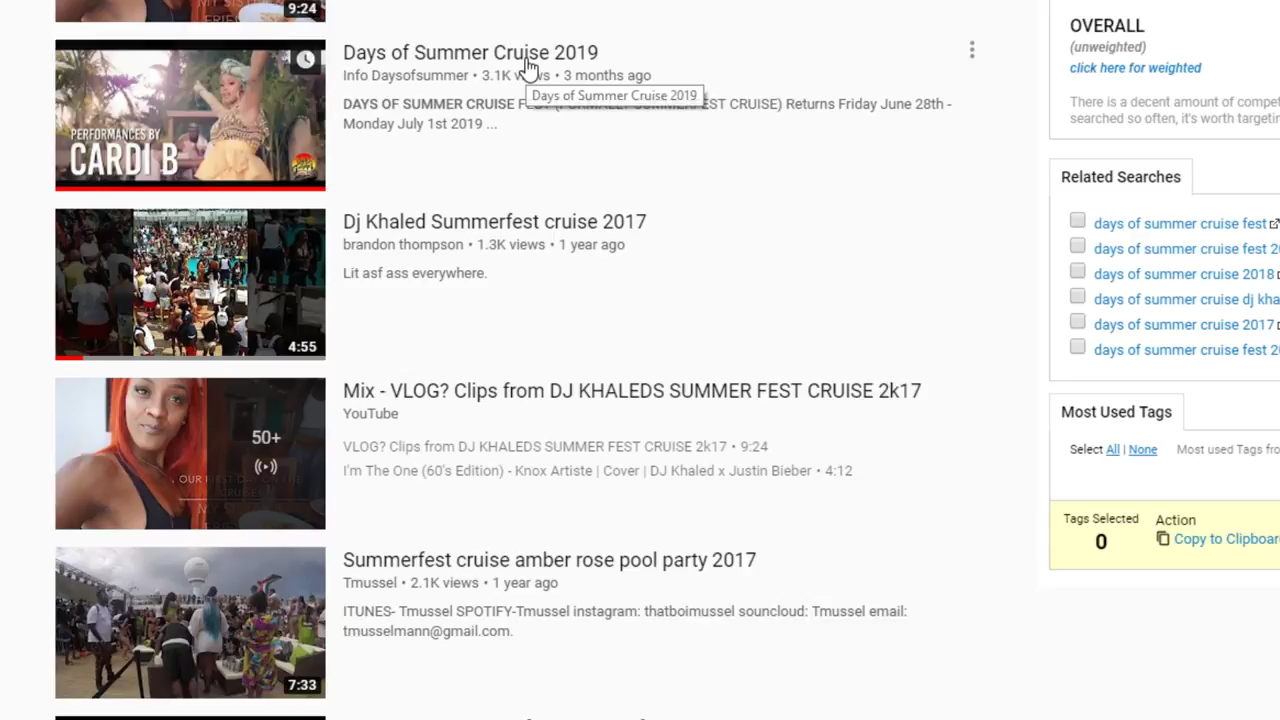 9:24
Days of Summer Cruise 2019
Info Daysofsummer • 3.1K views • 3 months ago
Days of Summer Cruise 2019
DAYS OF SUMMER CRUISE CRUISE) Returns Friday June 28th -
Monday July 1st 2019 ...
PERFORMANCES BY
CARDI B
Dj Khaled Summerfest cruise 2017
brandon thompson • 1.3K views • 1 year ago
Lit asf ass everywhere.
4:55
Mix - VLOG? Clips from DJ KHALEDS SUMMER FEST CRUISE 2k17
YouTube
50+
VLOG? Clips from DJ KHALEDS SUMMER FEST CRUISE 2k17 • 9:24
I'm The One (60's Edition) - Knox Artiste | Cover | DJ Khaled x Justin Bieber • 4:12
OUR FIRST DAY ON THE
CRUISE!
Summerfest cruise amber rose pool party 2017
Tmussel • 2.1K views • 1 year ago
ITUNES- Tmussel SPOTIFY-Tmussel instagram: thatboimussel souncloud: Tmussel email:
tmusselmann@gmail.com.
7:33
OVERALL
(unweighted)
click here for weighted
There is a decent amount of
searched so often, it's worth
Related Searches
days of summer cruise fest
days of summer cruise fest
days of summer cruise 2018
days of summer cruise dj
days of summer cruise 2017
days of summer cruise fest
Most Used Tags
Select All | None
Most used Tags
Tags Selected
0
Action
Copy to